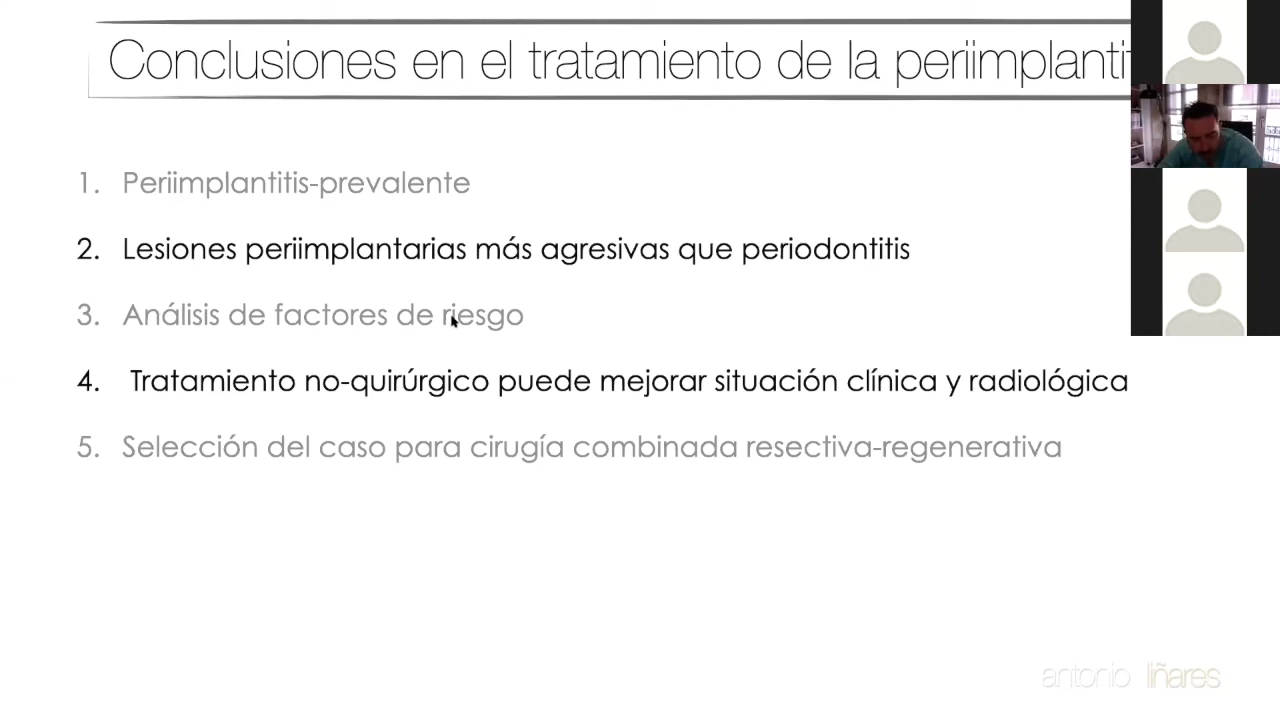 Conclusiones en el tratamiento de la periimplantit
1. Periimplantitis-prevalente
2. Lesiones periimplantarias más agresivas que periodontitis
3. Análisis de factores de riesgo
4. Tratamiento no-quirúrgico puede mejorar situación clínica y radiológica
5. Selección del caso para cirugía combinada resectiva-regenerativa
antonio liñares